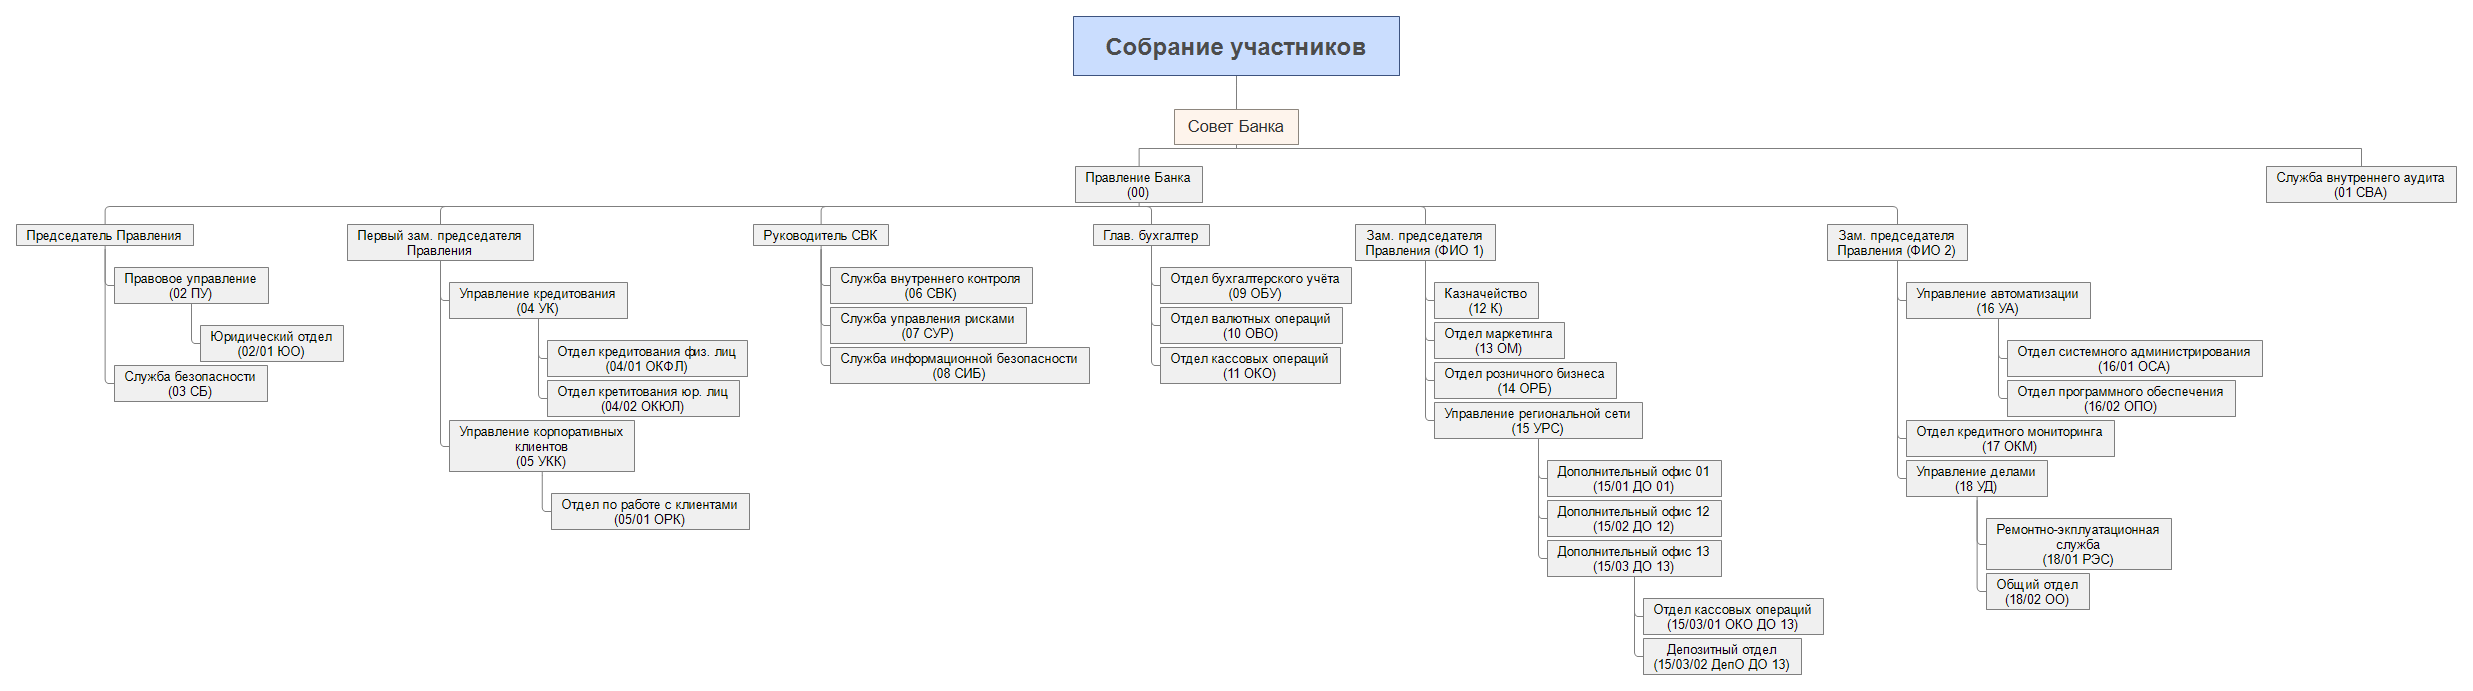 Собрание участников
Совет Банка
Правление Банка
(00)
Служба внутреннего аудита
(01 СВА)
Председатель Правления
Правовое управление
(02 ПУ)
Юридический отдел
(02/01 ЮО)
Служба безопасности
(03 СБ)
Первый зам. председателя
Правления
Управление кредитования
(04 УК)
Отдел кредитования физ. лиц
(04/01 ОКФЛ)
Отдел кретитования юр. лиц
(04/02 ОКЮЛ)
Управление корпоративных
клиентов
(05 УКК)
Отдел по работе с клиентами
(05/01 ОРК)
Руководитель СВК
Служба внутреннего контроля
(06 СВК)
Служба управления рисками
(07 СУР)
Служба информационной безопасности
(08 СИБ)
Глав. бухгалтер
Отдел бухгалтерского учёта
(09 ОБУ)
Отдел валютных операций
(10 ОВО)
Отдел кассовых операций
(11 ОКО)
Зам. председателя
Правления (ФИО 1)
Казначейство
(12 К)
Отдел маркетинга
(13 ОМ)
Отдел розничного бизнеса
(14 ОРБ)
Управление региональной сети
(15 УРС)
Дополнительный офис 01
(15/01 ДО 01)
Дополнительный офис 12
(15/02 ДО 12)
Дополнительный офис 13
(15/03 ДО 13)
Отдел кассовых операций
(15/03/01 ОКО ДО 13)
Депозитный отдел
(15/03/02 ДепО ДО 13)
Зам. председателя
Правления (ФИО 2)
Управление автоматизации
(16 УА)
Отдел системного администрирования
(16/01 ОСА)
Отдел программного обеспечения
(16/02 ОПО)
Отдел кредитного мониторинга
(17 ОКМ)
Управление делами
(18 УД)
Ремонтно-экплуатационная
служба
(18/01 РЭС)
Общий отдел
(18/02 ОО)